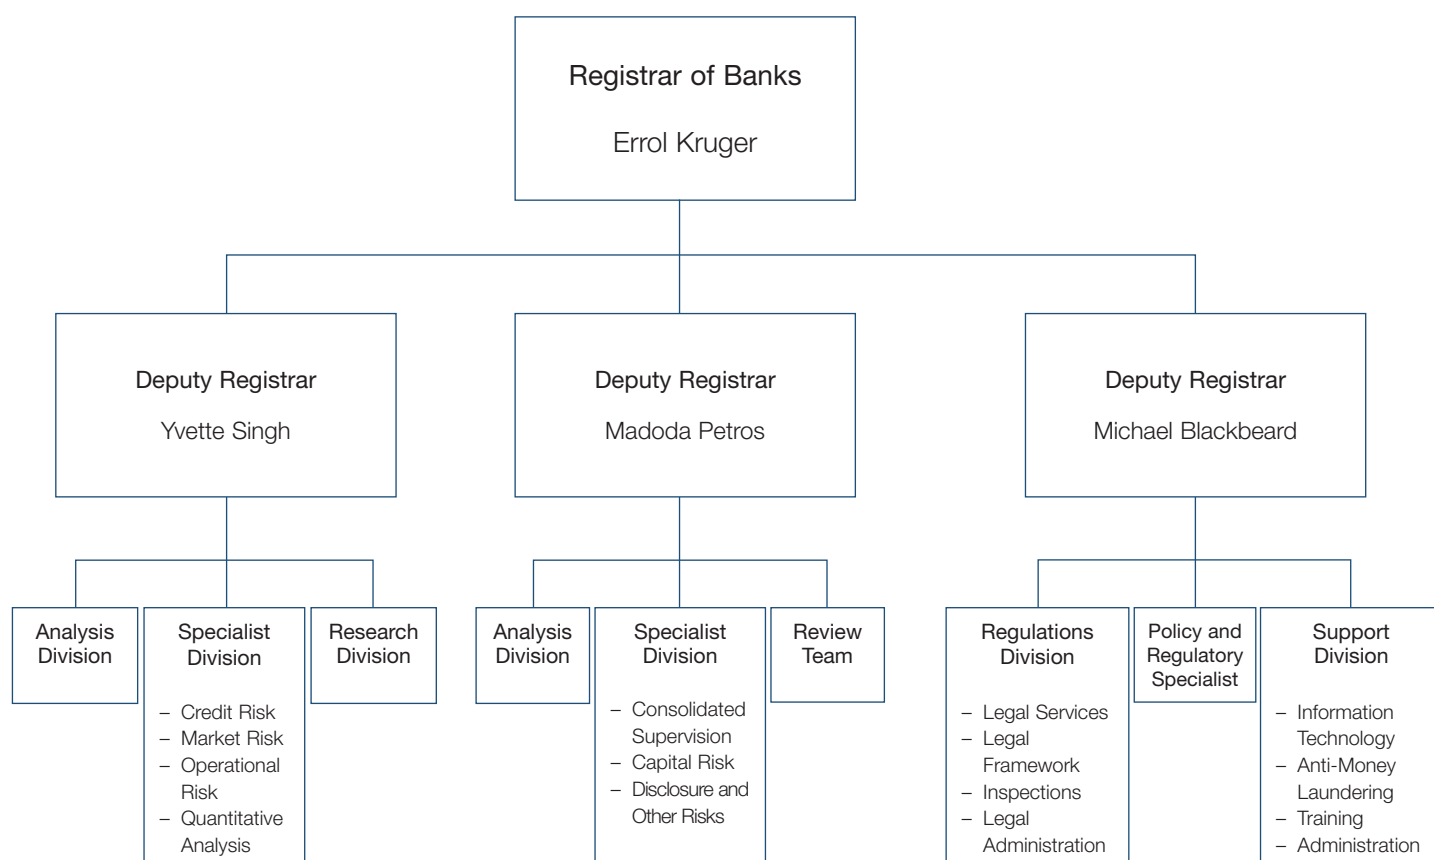 Registrar of Banks
Errol Kruger
Deputy Registrar
Yvette Singh
Deputy Registrar
Madoda Petros
Deputy Registrar
Michael Blackbeard
Analysis
Division
Specialist
Division
– Credit Risk
– Market Risk
– Operational
Risk
– Quantitative
Analysis
Research
Division
Analysis
Division
Specialist
Division
– Consolidated
Supervision
– Capital Risk
– Disclosure and
Other Risks
Review
Team
Regulations
Division
– Legal Services
– Legal
Framework
– Inspections
– Legal
Administration
Policy and
Regulatory
Specialist
Support
Division
– Information
Technology
– Anti-Money
Laundering
– Training
– Administration